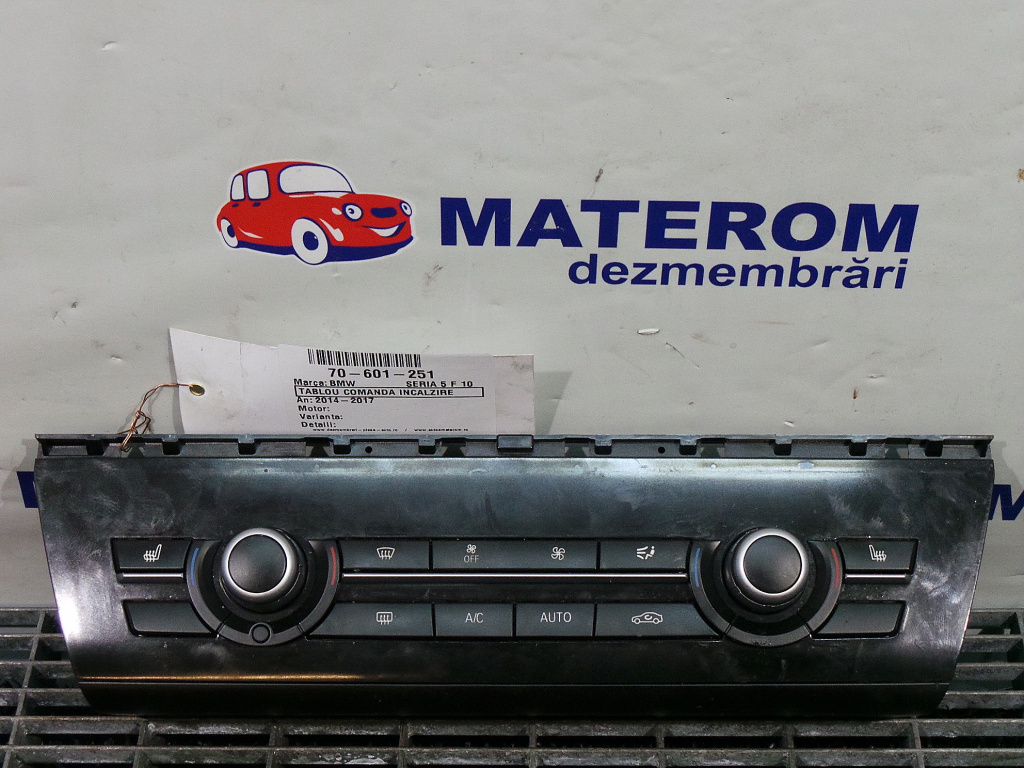 MATEROM
dezmembrări
70-601-251
Marca: BMW SERIA 5 F 10
TABLOU COMANDA INCALZIRE
An: 2014-2017
Motor:
Varianta:
Detalii:
OFF
A/C
AUTO